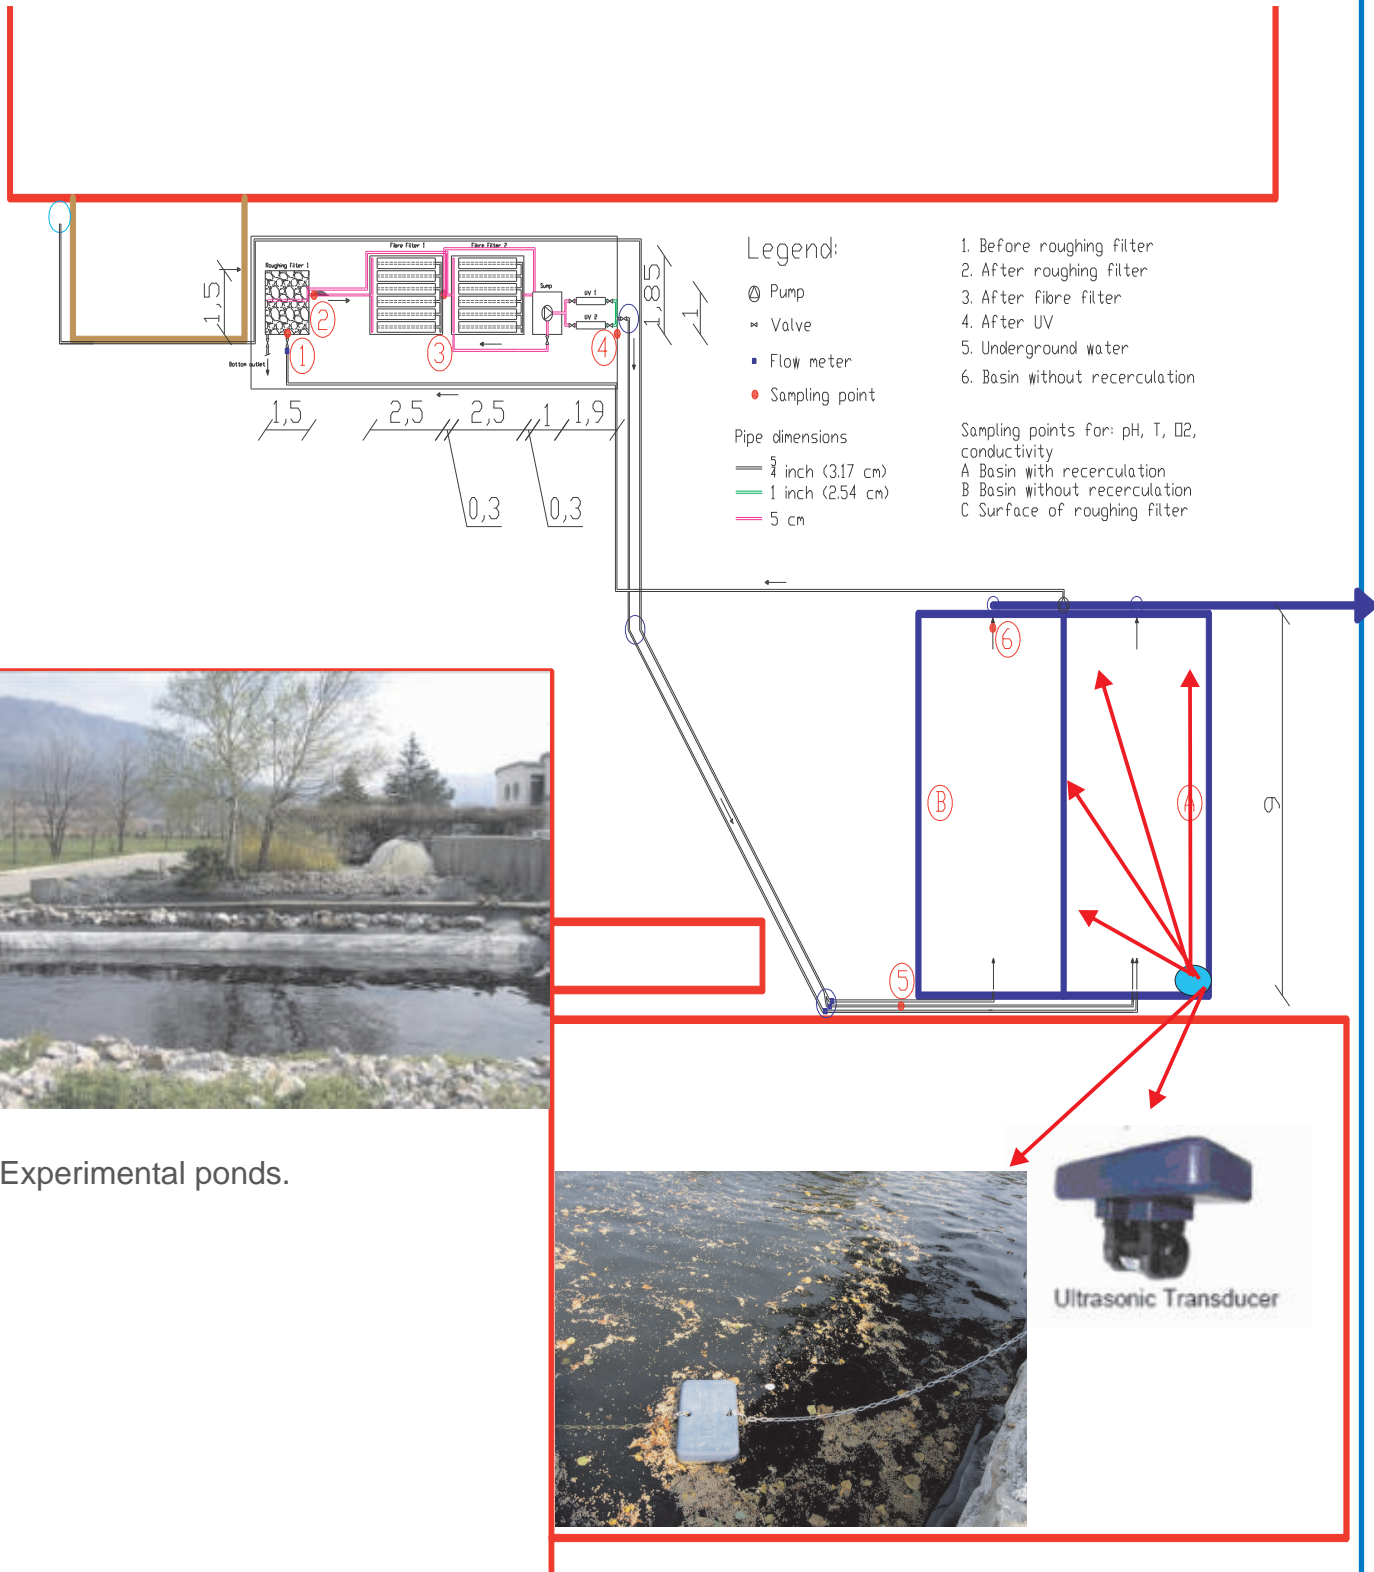 Roughing Filter 1
Fibre Filter 1
Fibre Filter 2
Sump
UV 1
UV 2
Bottom outlet
1,5
1,85
1
1
2
3
4
1,5
2,5
2,5
1
1,9
0,3
0,3
Legend:
Pump
Valve
Flow meter
Sampling point
Pipe dimensions
5/4 inch (3.17 cm)
1 inch (2.54 cm)
5 cm
1. Before roughing filter
2. After roughing filter
3. After fibre filter
4. After UV
5. Underground water
6. Basin without recerculation
Sampling points for: pH, T, O2,
conductivity
A Basin with recerculation
B Basin without recerculation
C Surface of roughing filter
6
B
A
9
5
Experimental ponds.
Ultrasonic Transducer